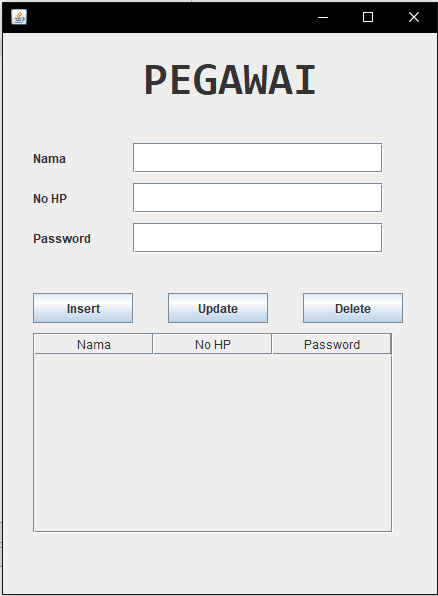 PEGAWAI
Nama
No HP
Password
Insert Update Delete
Nama No HP Password